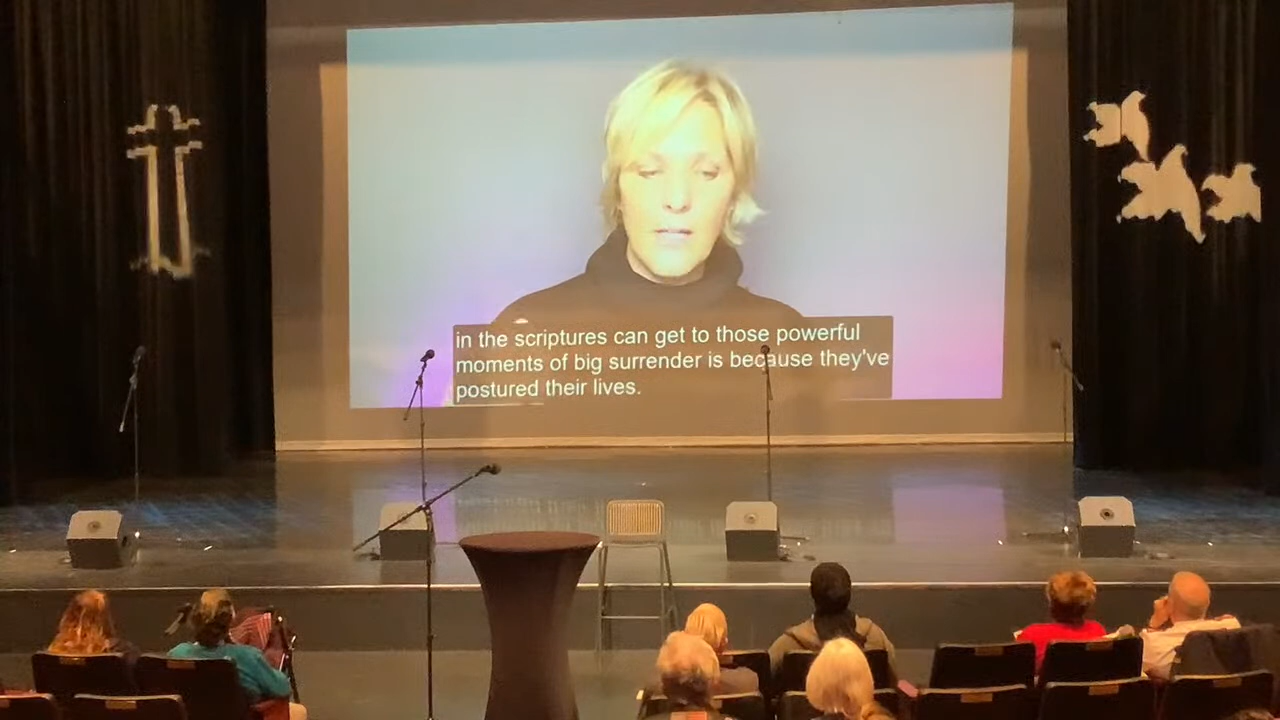 in the scriptures can get to those powerful
moments of big surrender is because they've
postured their lives.